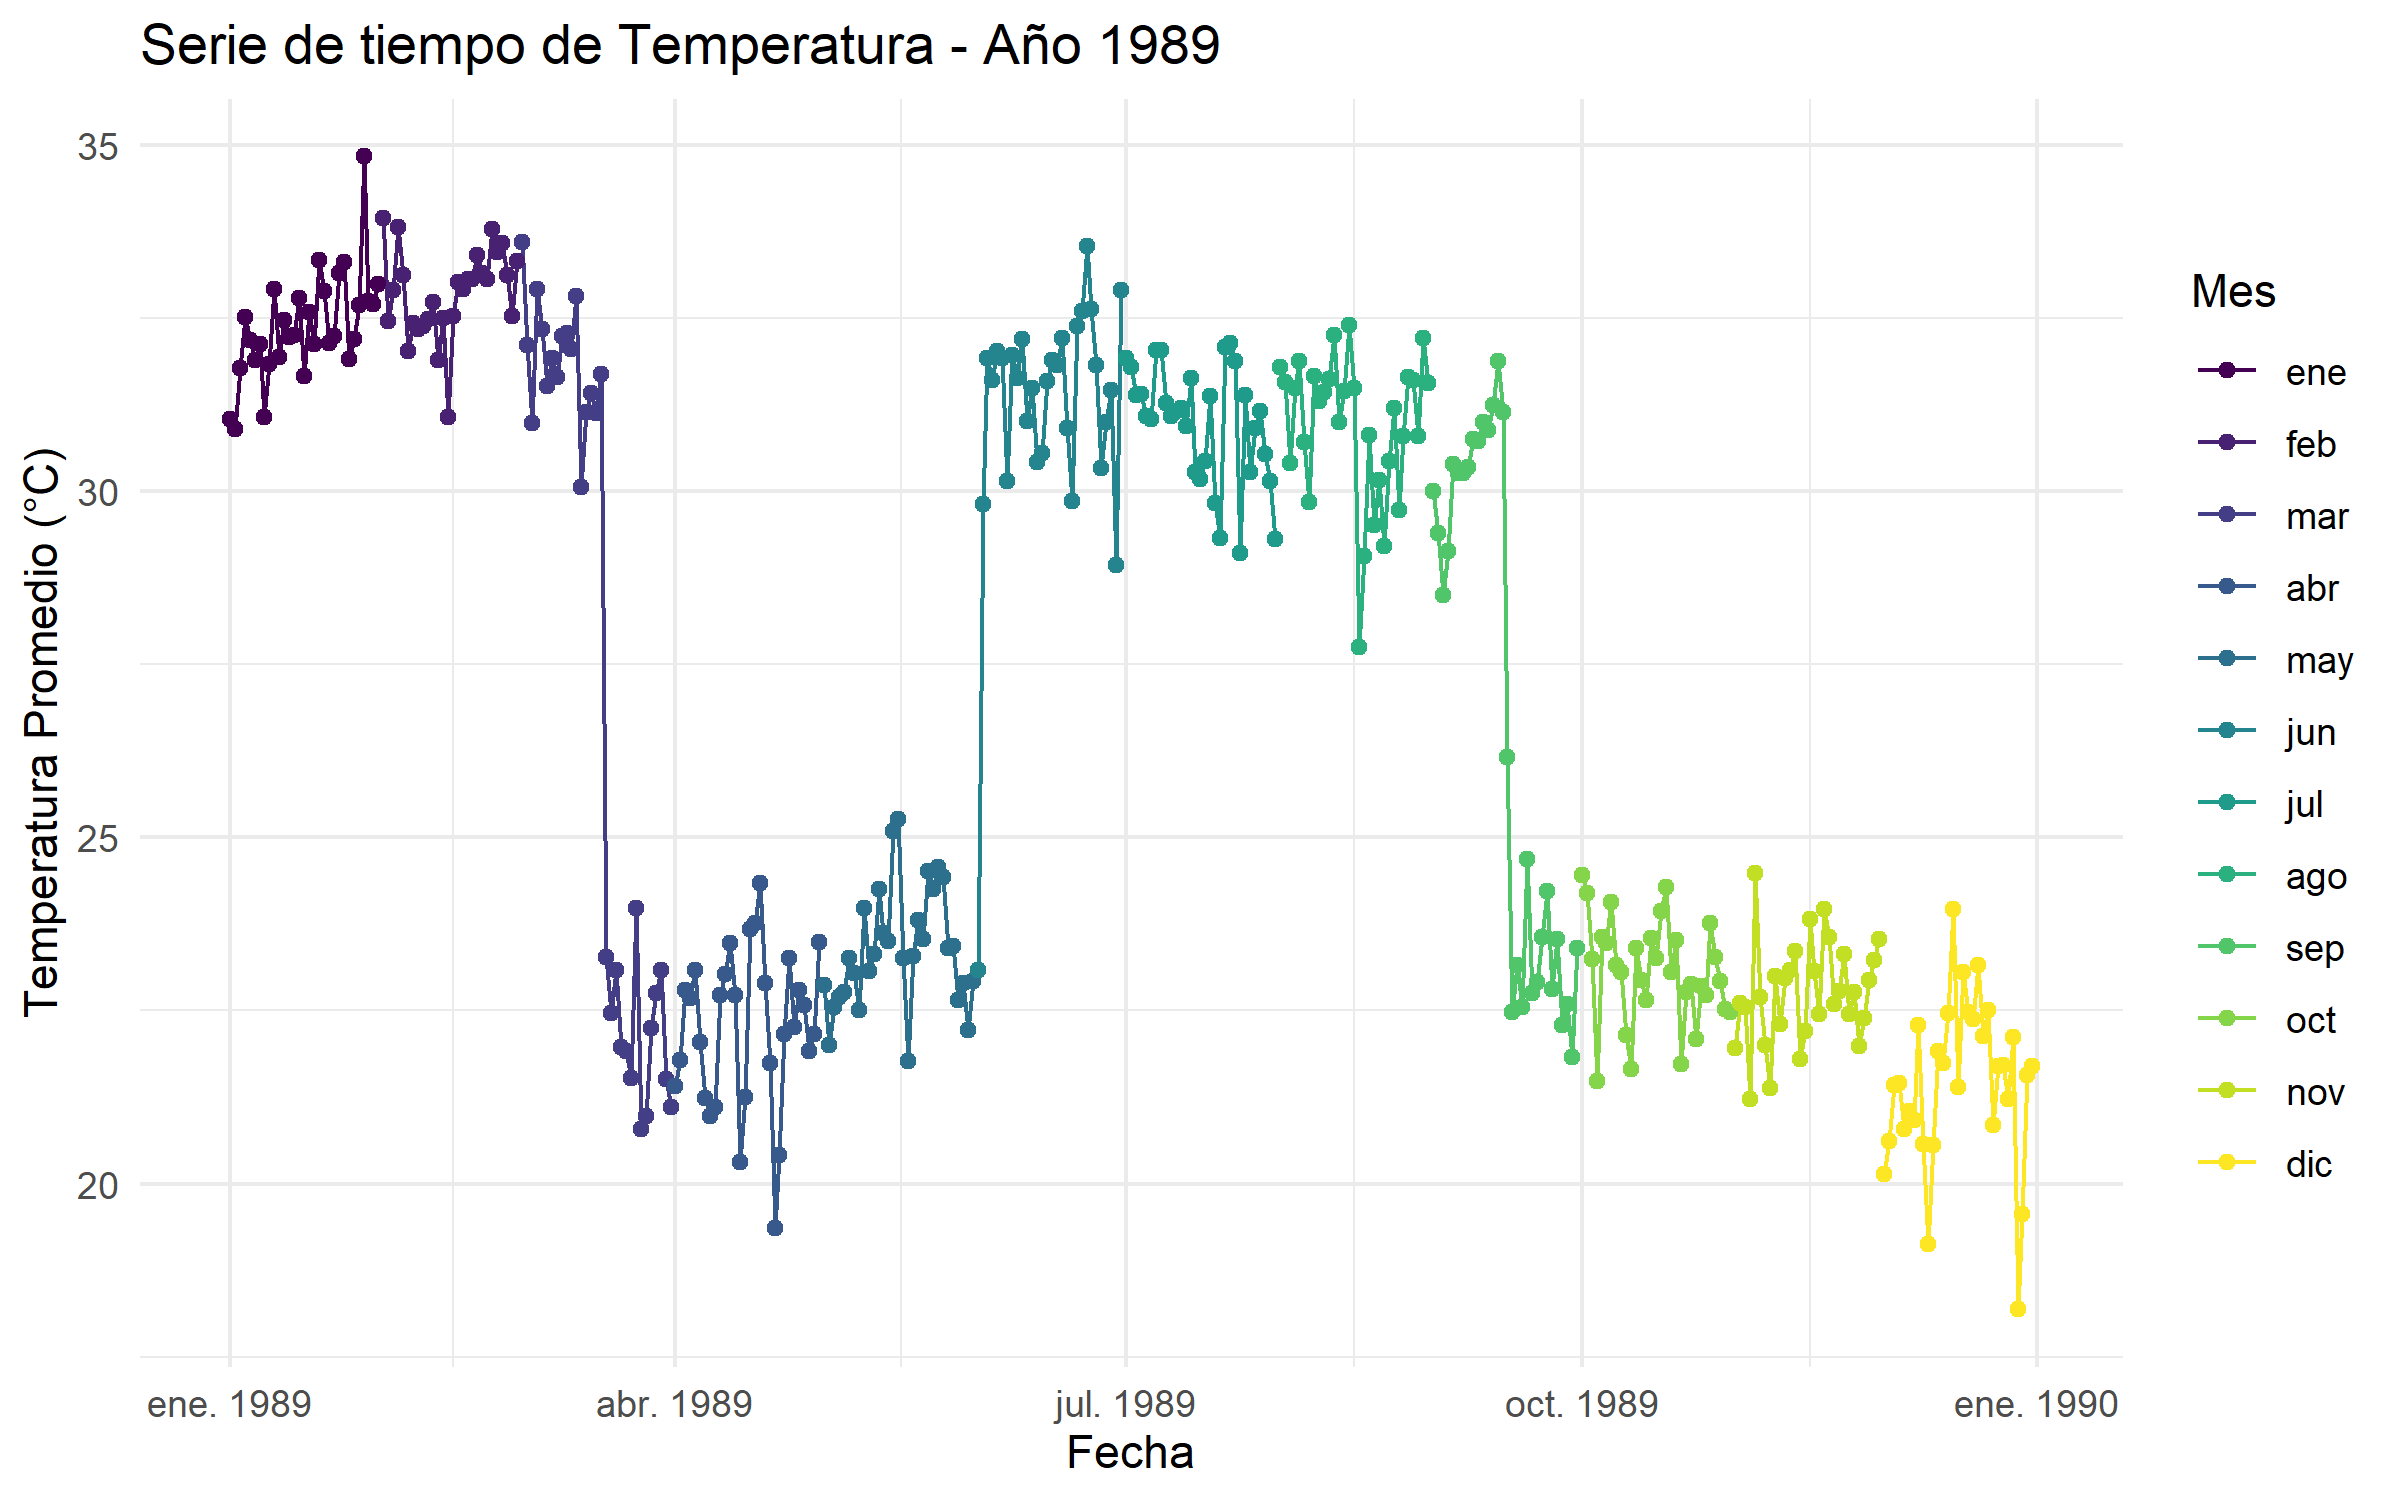 Serie de tiempo de Temperatura - Año 1989
Temperatura Promedio (°C)
35
30
25
20
ene. 1989
abr. 1989
jul. 1989
oct. 1989
ene. 1990
Fecha
Mes
ene
feb
mar
abr
may
jun
jul
ago
sep
oct
nov
dic